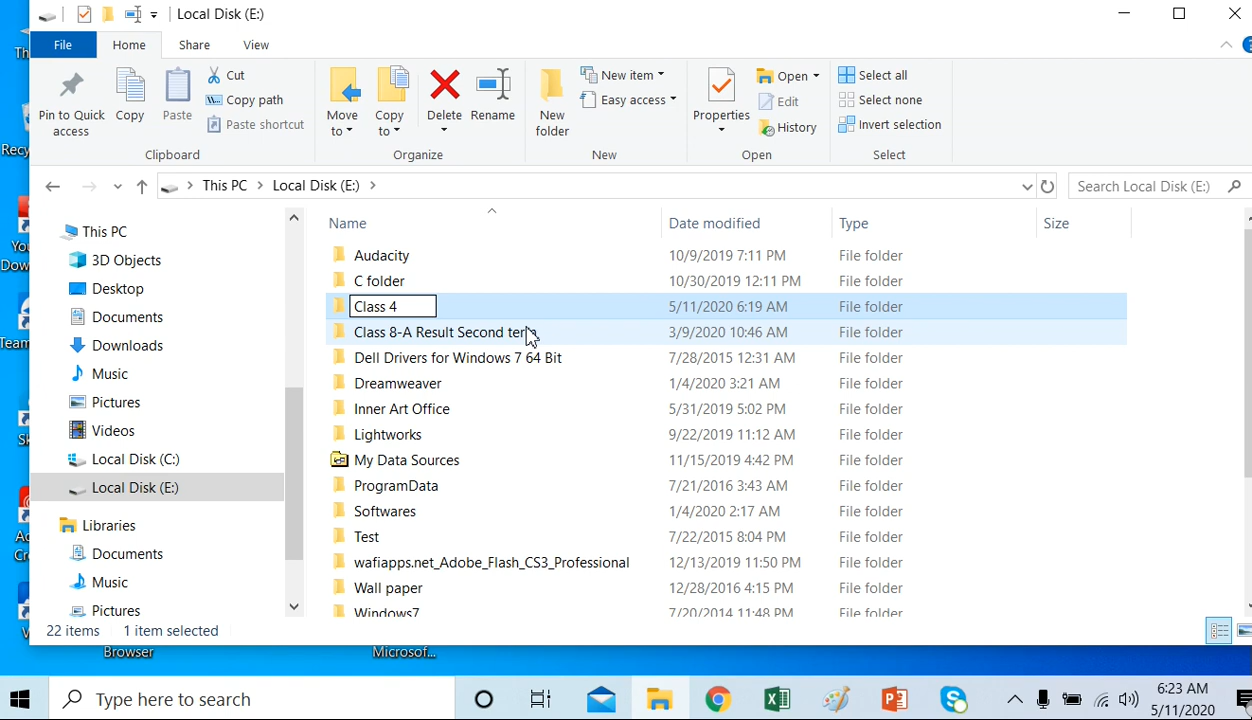 Local Disk (E:)
File Home Share View
Pin to Quick access
Copy
Paste
Cut
Copy path
Paste shortcut
Clipboard
Move to
Copy to
Delete
Rename
Organize
New folder
New item
Easy access
New
Properties
Open
Edit
History
Open
Select all
Select none
Invert selection
Select
This PC > Local Disk (E:) >
Search Local Disk (E:)
This PC
3D Objects
Desktop
Documents
Downloads
Music
Pictures
Videos
Local Disk (C:)
Local Disk (E:)
Libraries
Documents
Music
Pictures
Name Date modified Type Size
Audacity 10/9/2019 7:11 PM File folder
C folder 10/30/2019 12:11 PM File folder
Class 4 5/11/2020 6:19 AM File folder
Class 8-A Result Second term 3/9/2020 10:46 AM File folder
Dell Drivers for Windows 7 64 Bit 7/28/2015 12:31 AM File folder
Dreamweaver 1/4/2020 3:21 AM File folder
Inner Art Office 5/31/2019 5:02 PM File folder
Lightworks 9/22/2019 11:12 AM File folder
My Data Sources 11/15/2019 4:42 PM File folder
ProgramData 7/21/2016 3:43 AM File folder
Softwares 1/4/2020 2:17 AM File folder
Test 7/22/2015 8:04 PM File folder
wafiapps.net_Adobe_Flash_CS3_Professional 12/13/2019 11:50 PM File folder
Wall paper 12/28/2016 4:15 PM File folder
Windows7 7/20/2014 11:48 PM File folder
22 items 1 item selected
Browser
Microsof...
Type here to search
6:23 AM
5/11/2020